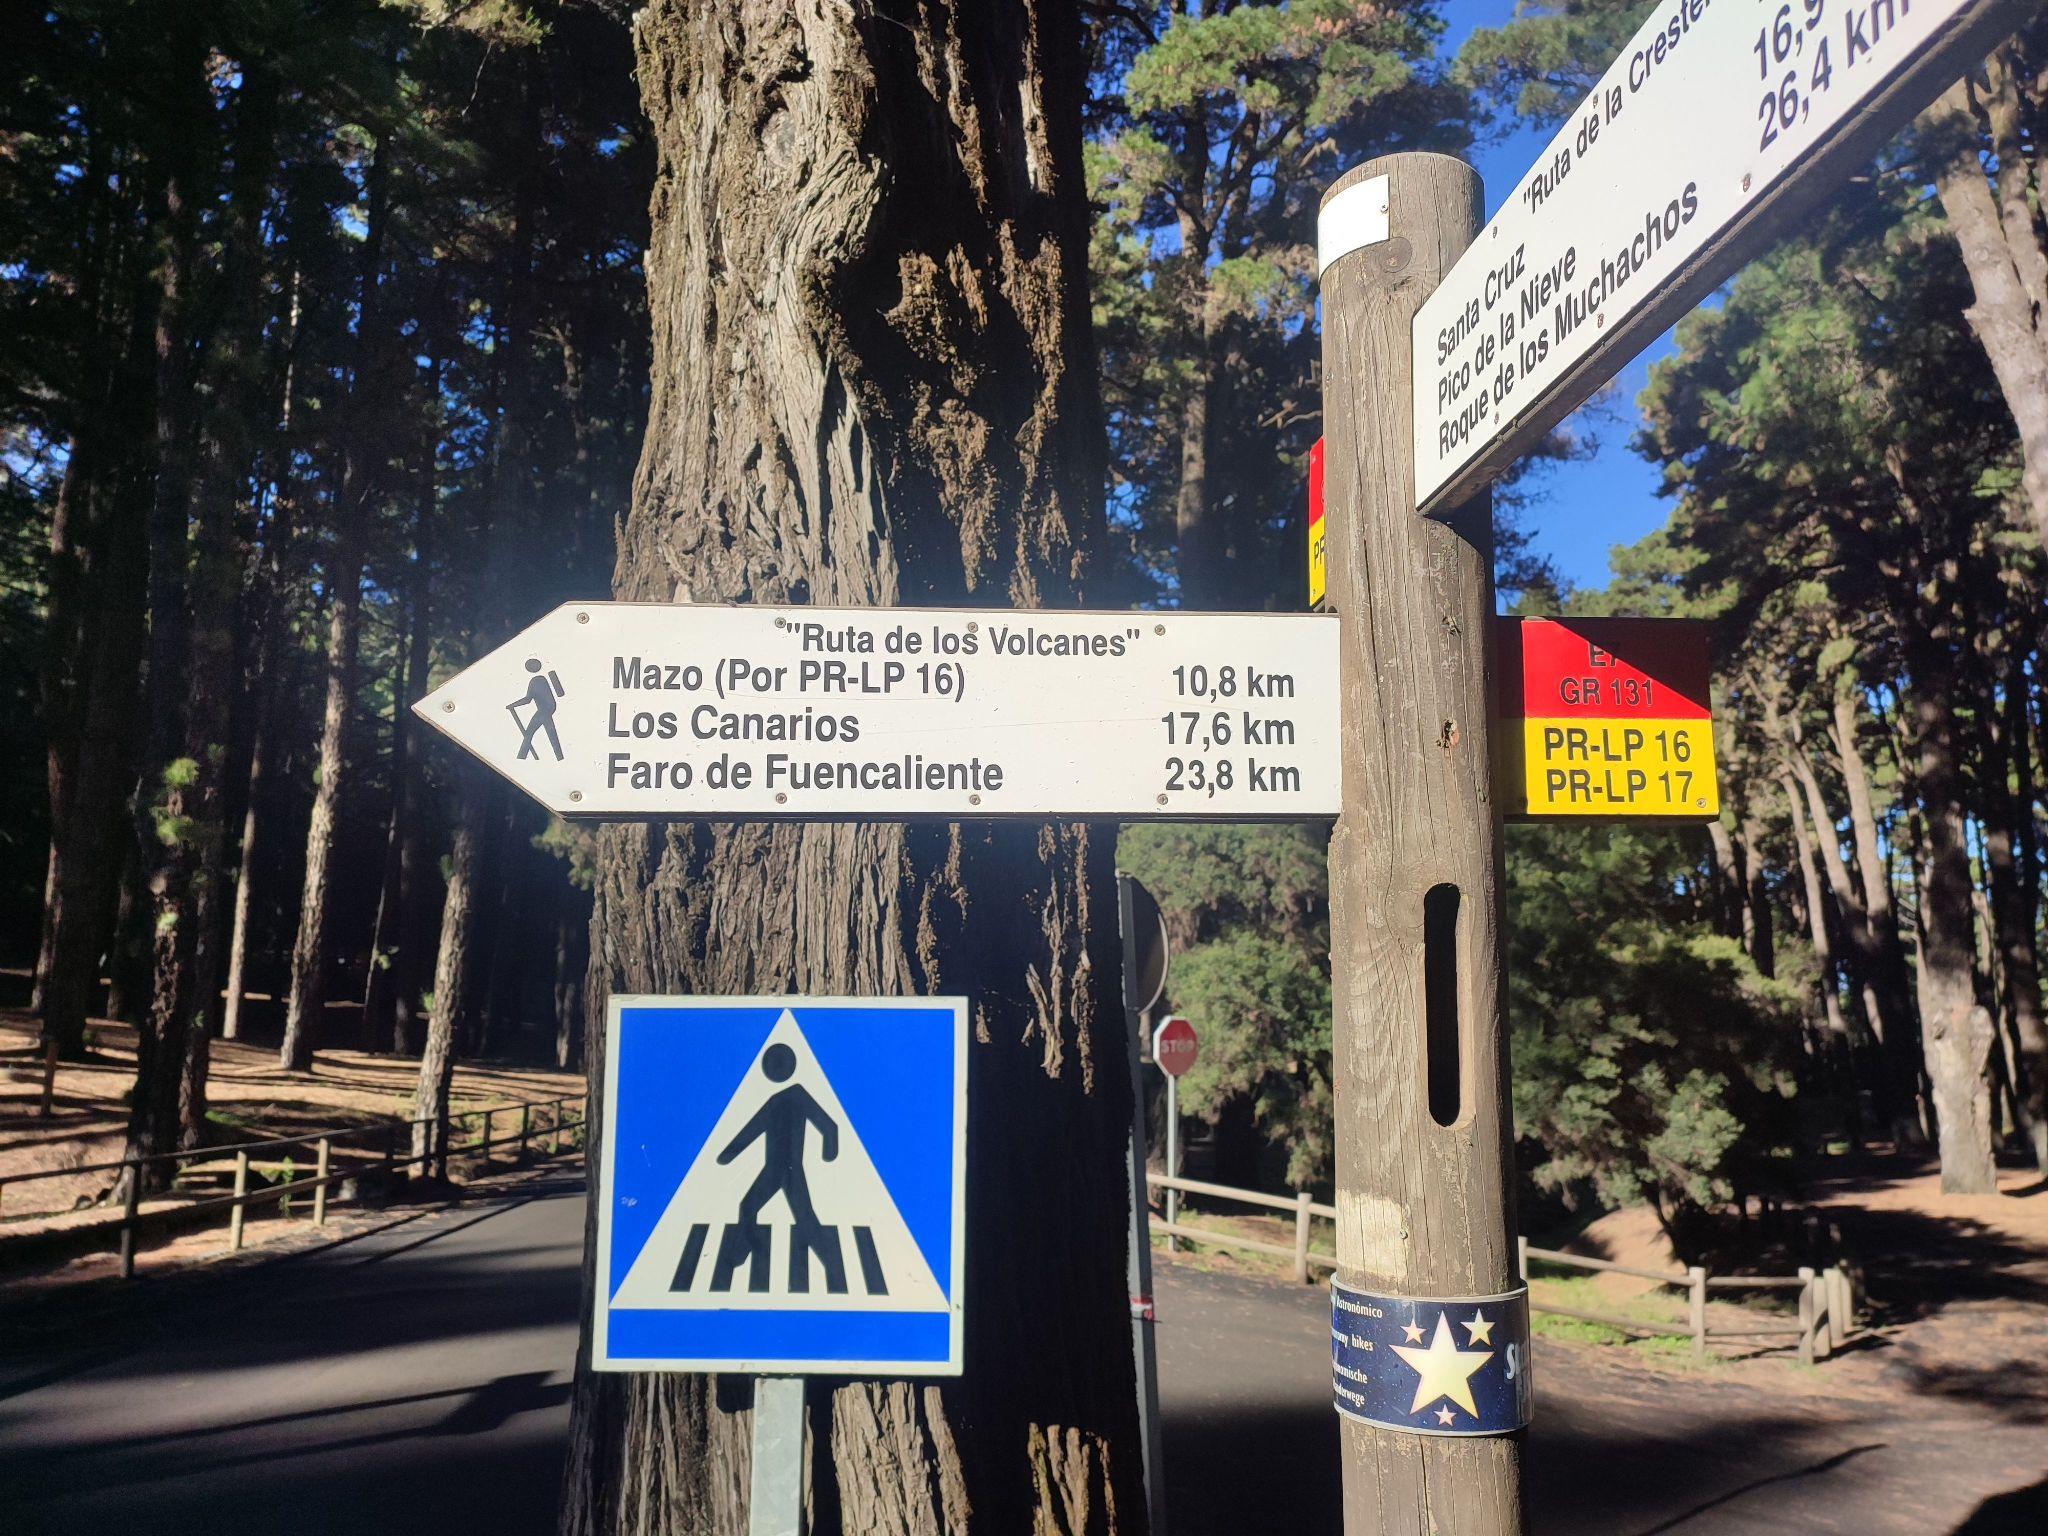 "Ruta de la
Santa Cruz
Pico de la Nieve
Roque de los Muchachos 26,4 km
"Ruta de los Volcanes"
Mazo (Por PR-LP 16) 10,8 km
Los Canarios 17,6 km
Faro de Fuencaliente 23,8 km
GR 131
PR-LP 16
PR-LP 17
STOP
Astronómico
hikes